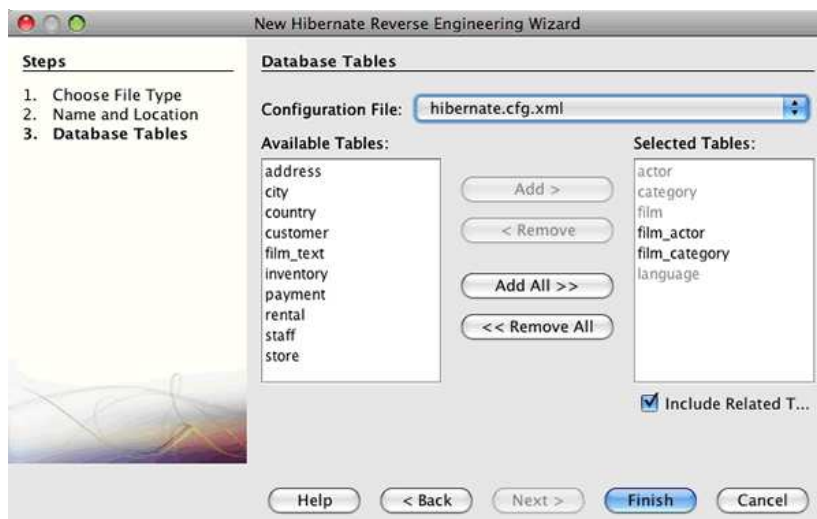 New Hibernate Reverse Engineering Wizard
Steps
1. Choose File Type
2. Name and Location
3. Database Tables
Database Tables
Configuration File: hibernate.cfg.xml
Available Tables:
address
city
country
customer
film_text
inventory
payment
rental
staff
store
Add >
< Remove
Add All >>
<< Remove All
Selected Tables:
actor
category
film
film_actor
film_category
language
Include Related T...
Help
< Back
Next >
Finish
Cancel